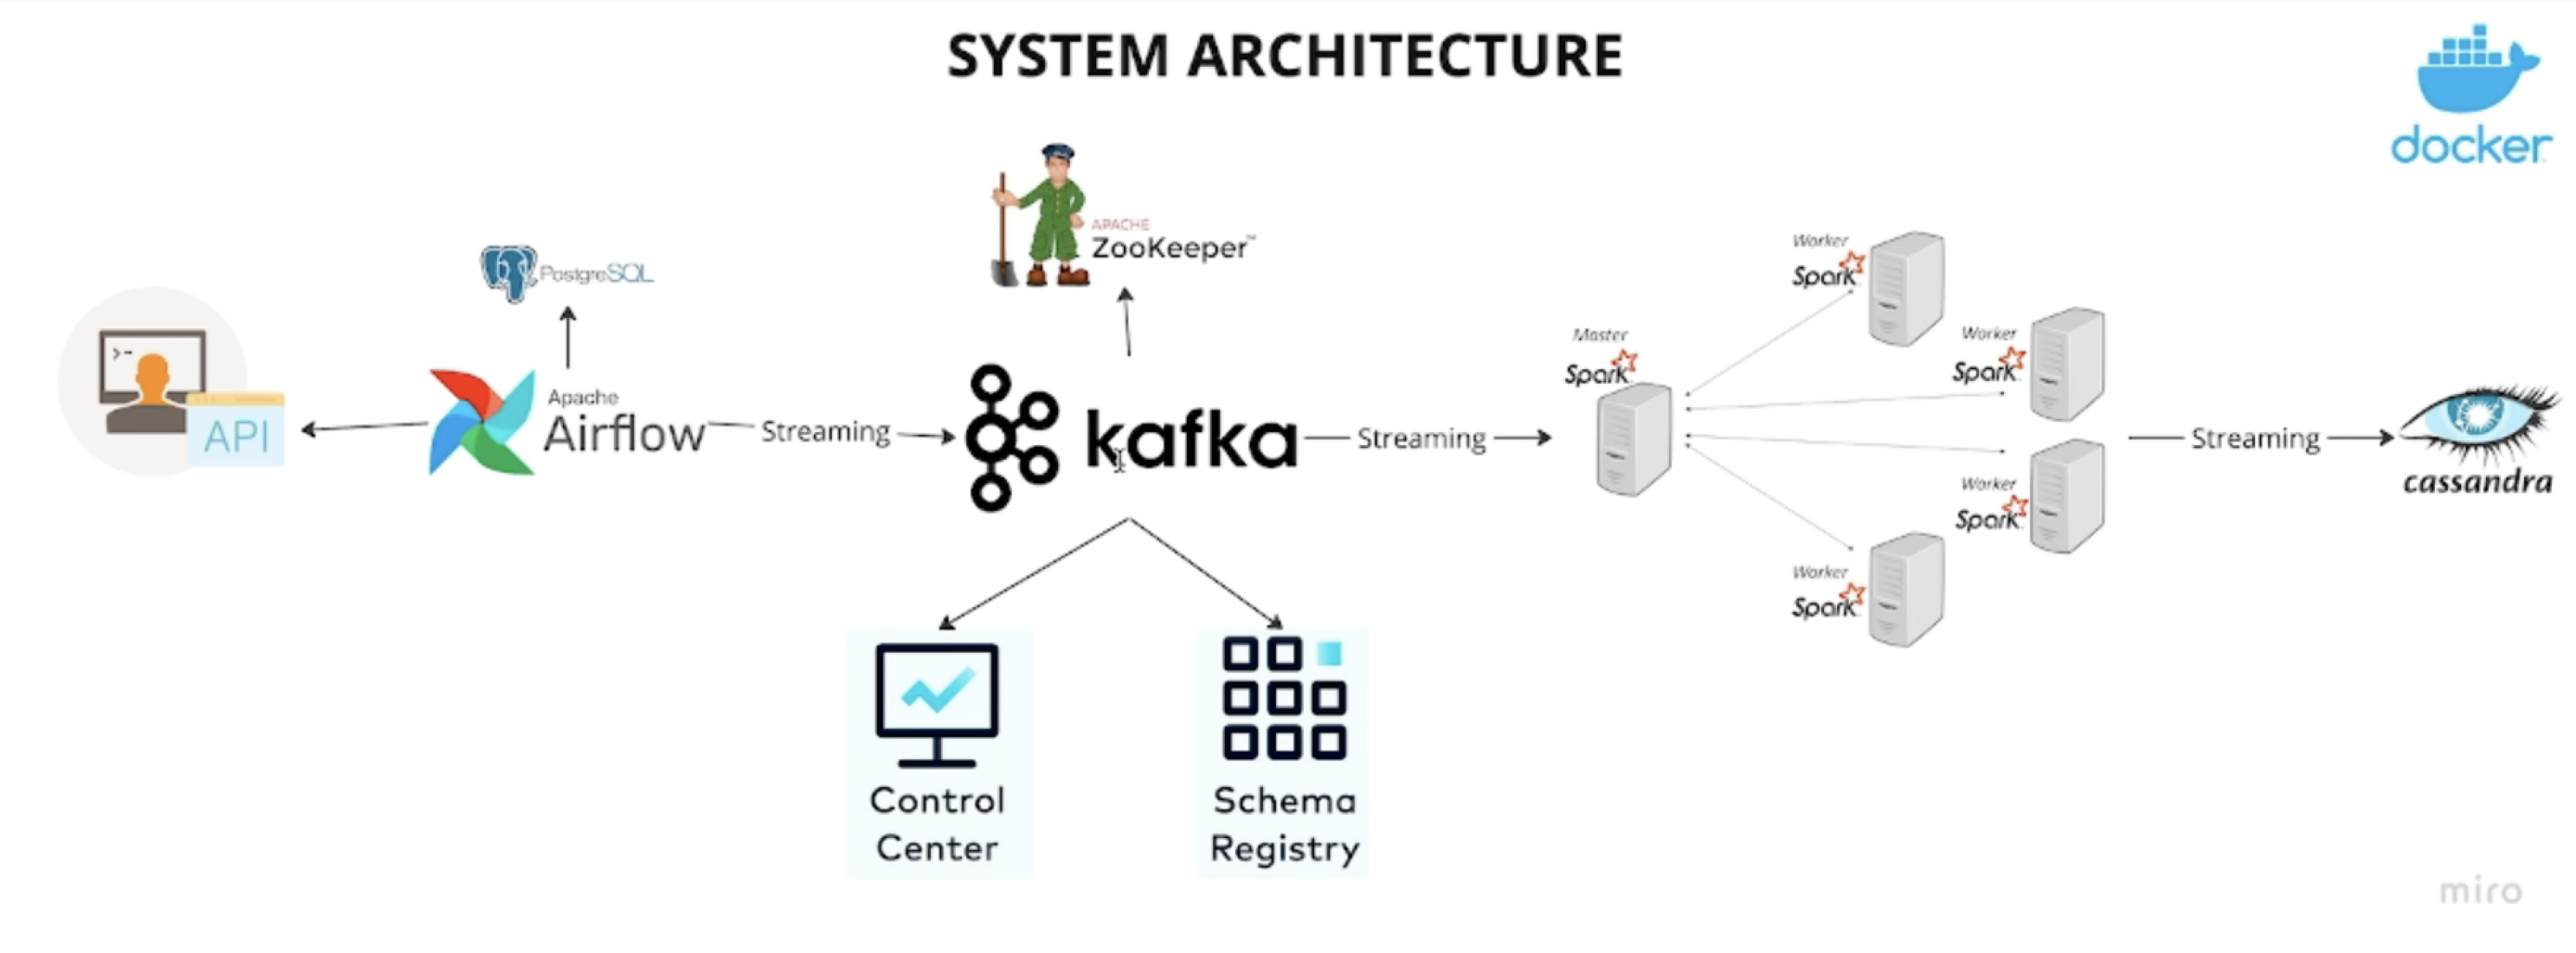 SYSTEM ARCHITECTURE
docker
APACHE
ZooKeeper™
PostgreSQL
>-
API
Apache
Airflow
Streaming
kafka
Streaming
Master
Spark
Worker
Spark
Worker
Spark
Worker
Spark
Worker
Spark
Streaming
cassandra
Control
Center
Schema
Registry
miro